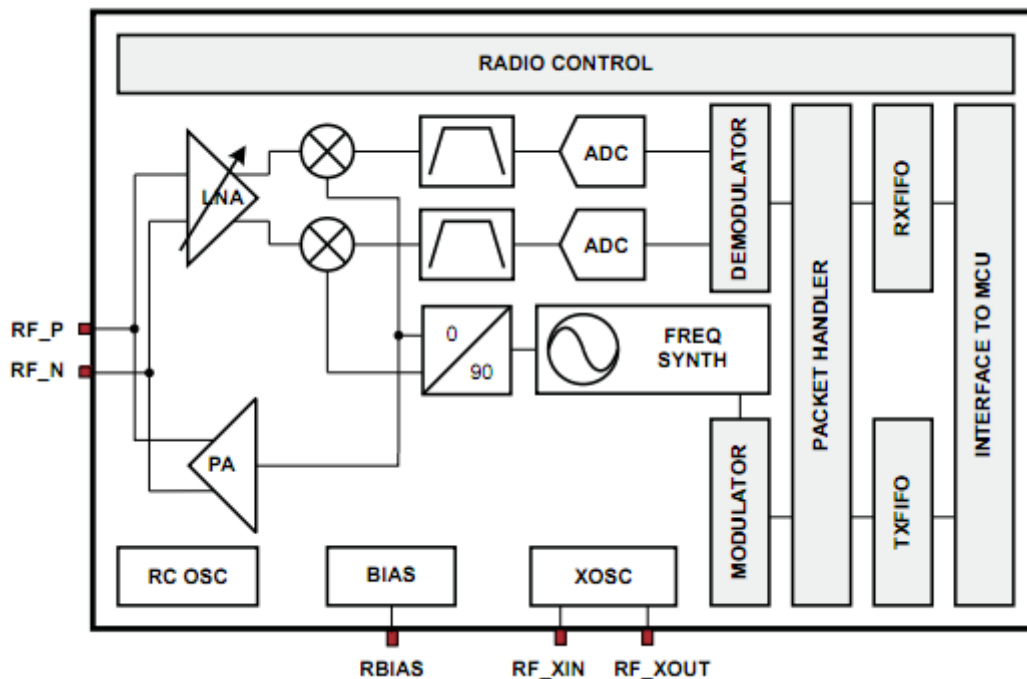 RADIO CONTROL
LNA
ADC
ADC
DEMODULATOR
PACKET HANDLER
RXFIFO
INTERFACE TO MCU
RF_P
RF_N
0
90
FREQ
SYNTH
PA
MODULATOR
TXFIFO
RC OSC
BIAS
XOSC
RBIAS
RF_XIN
RF_XOUT